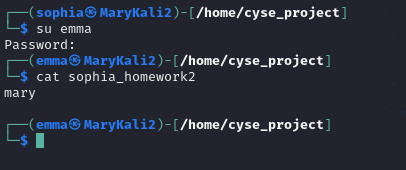 ┌──(sophia㉿MaryKali2)-[/home/cyse_project]
└─$ su emma
Password:
┌──(emma㉿MaryKali2)-[/home/cyse_project]
└─$ cat sophia_homework2
mary
┌──(emma㉿MaryKali2)-[/home/cyse_project]
└─$